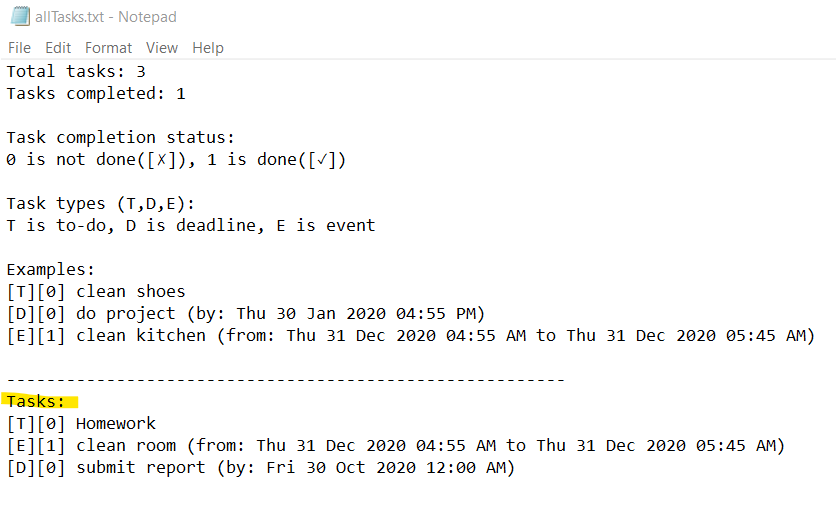 allTasks.txt - Notepad
File Edit Format View Help
Total tasks: 3
Tasks completed: 1
Task completion status:
0 is not done([✗]), 1 is done([✓])
Task types (T,D,E):
T is to-do, D is deadline, E is event
Examples:
[T][0] clean shoes
[D][0] do project (by: Thu 30 Jan 2020 04:55 PM)
[E][1] clean kitchen (from: Thu 31 Dec 2020 04:55 AM to Thu 31 Dec 2020 05:45 AM)
--------------------------------------------------------
Tasks:
[T][0] Homework
[E][1] clean room (from: Thu 31 Dec 2020 04:55 AM to Thu 31 Dec 2020 05:45 AM)
[D][0] submit report (by: Fri 30 Oct 2020 12:00 AM)